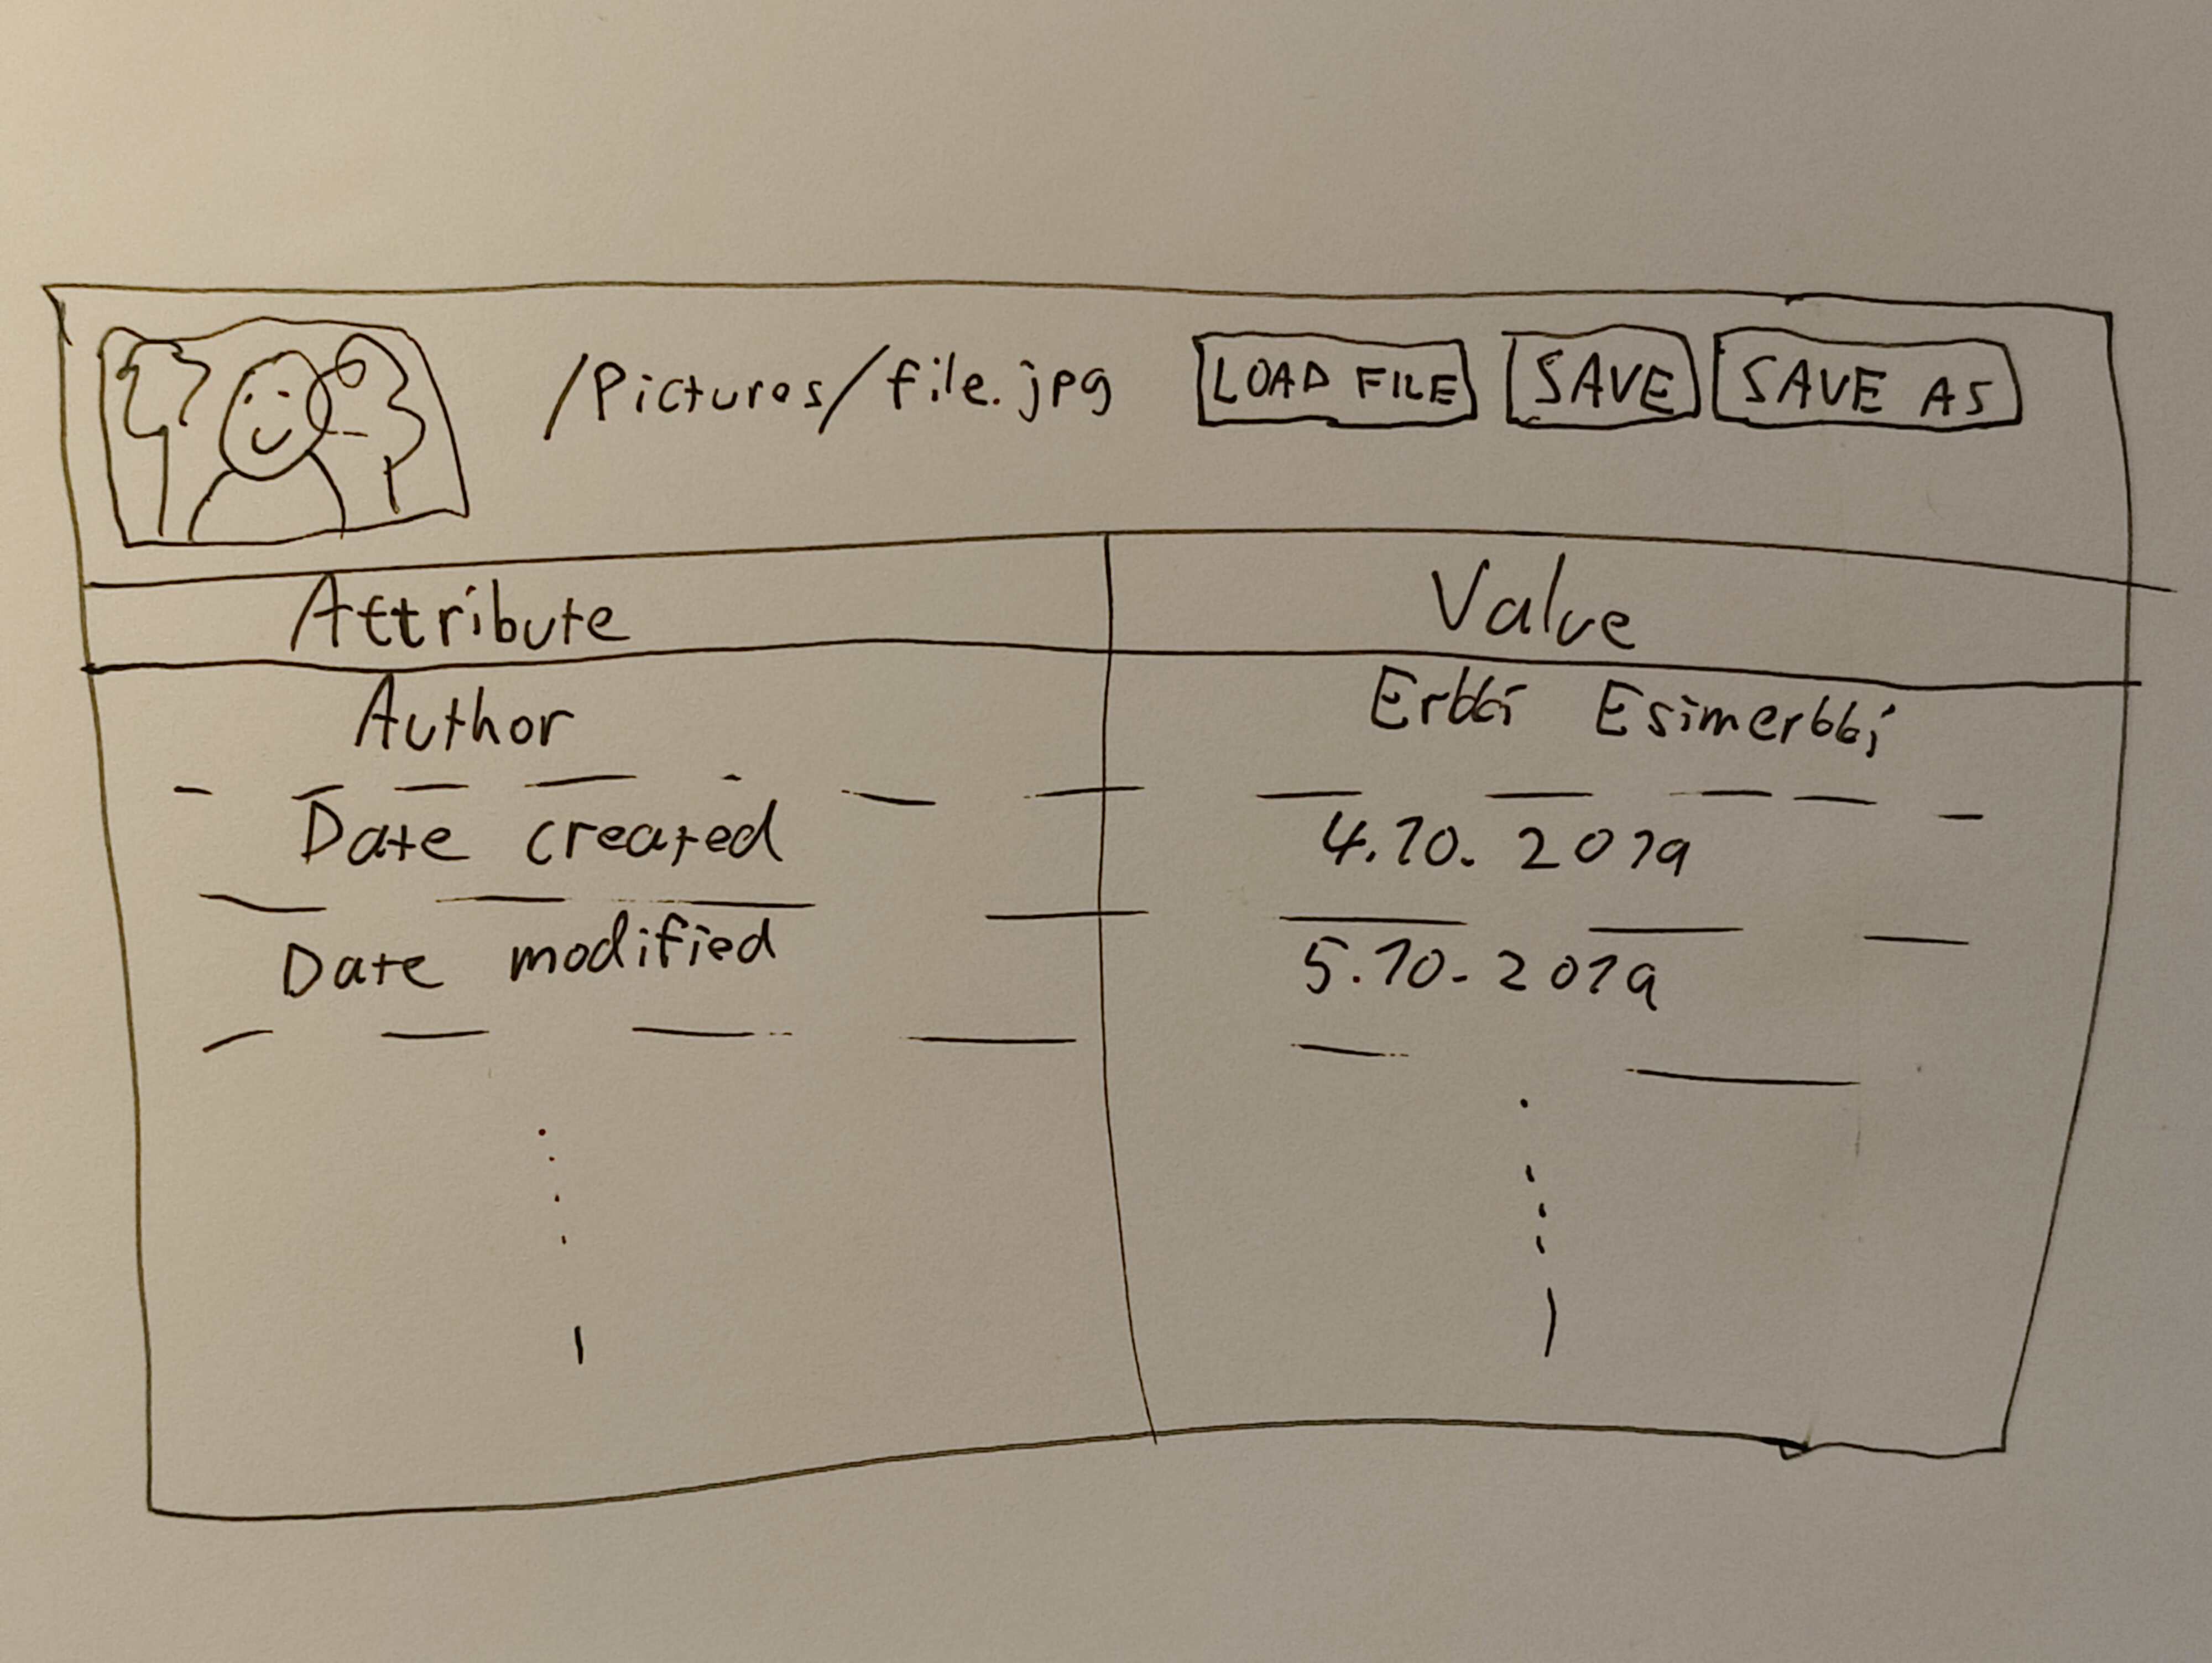 /Pictures/file.jpg LOAD FILE SAVE SAVE AS
Attribute Value
Author Erkki Esimerkki
Date created 4.10.2019
Date modified 5.10.2019